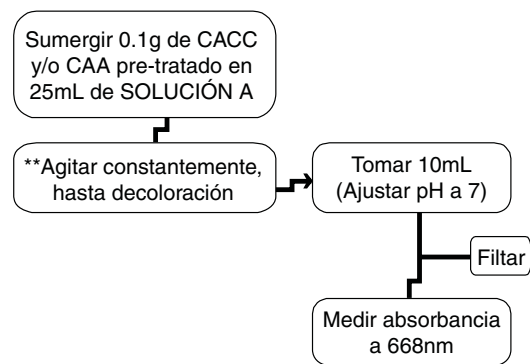 Sumergir 0.1g de CACC
y/o CAA pre-tratado en
25mL de SOLUCIÓN A
**Agitar constantemente,
hasta decoloración
Tomar 10mL
(Ajustar pH a 7)
Filtar
Medir absorbancia
a 668nm